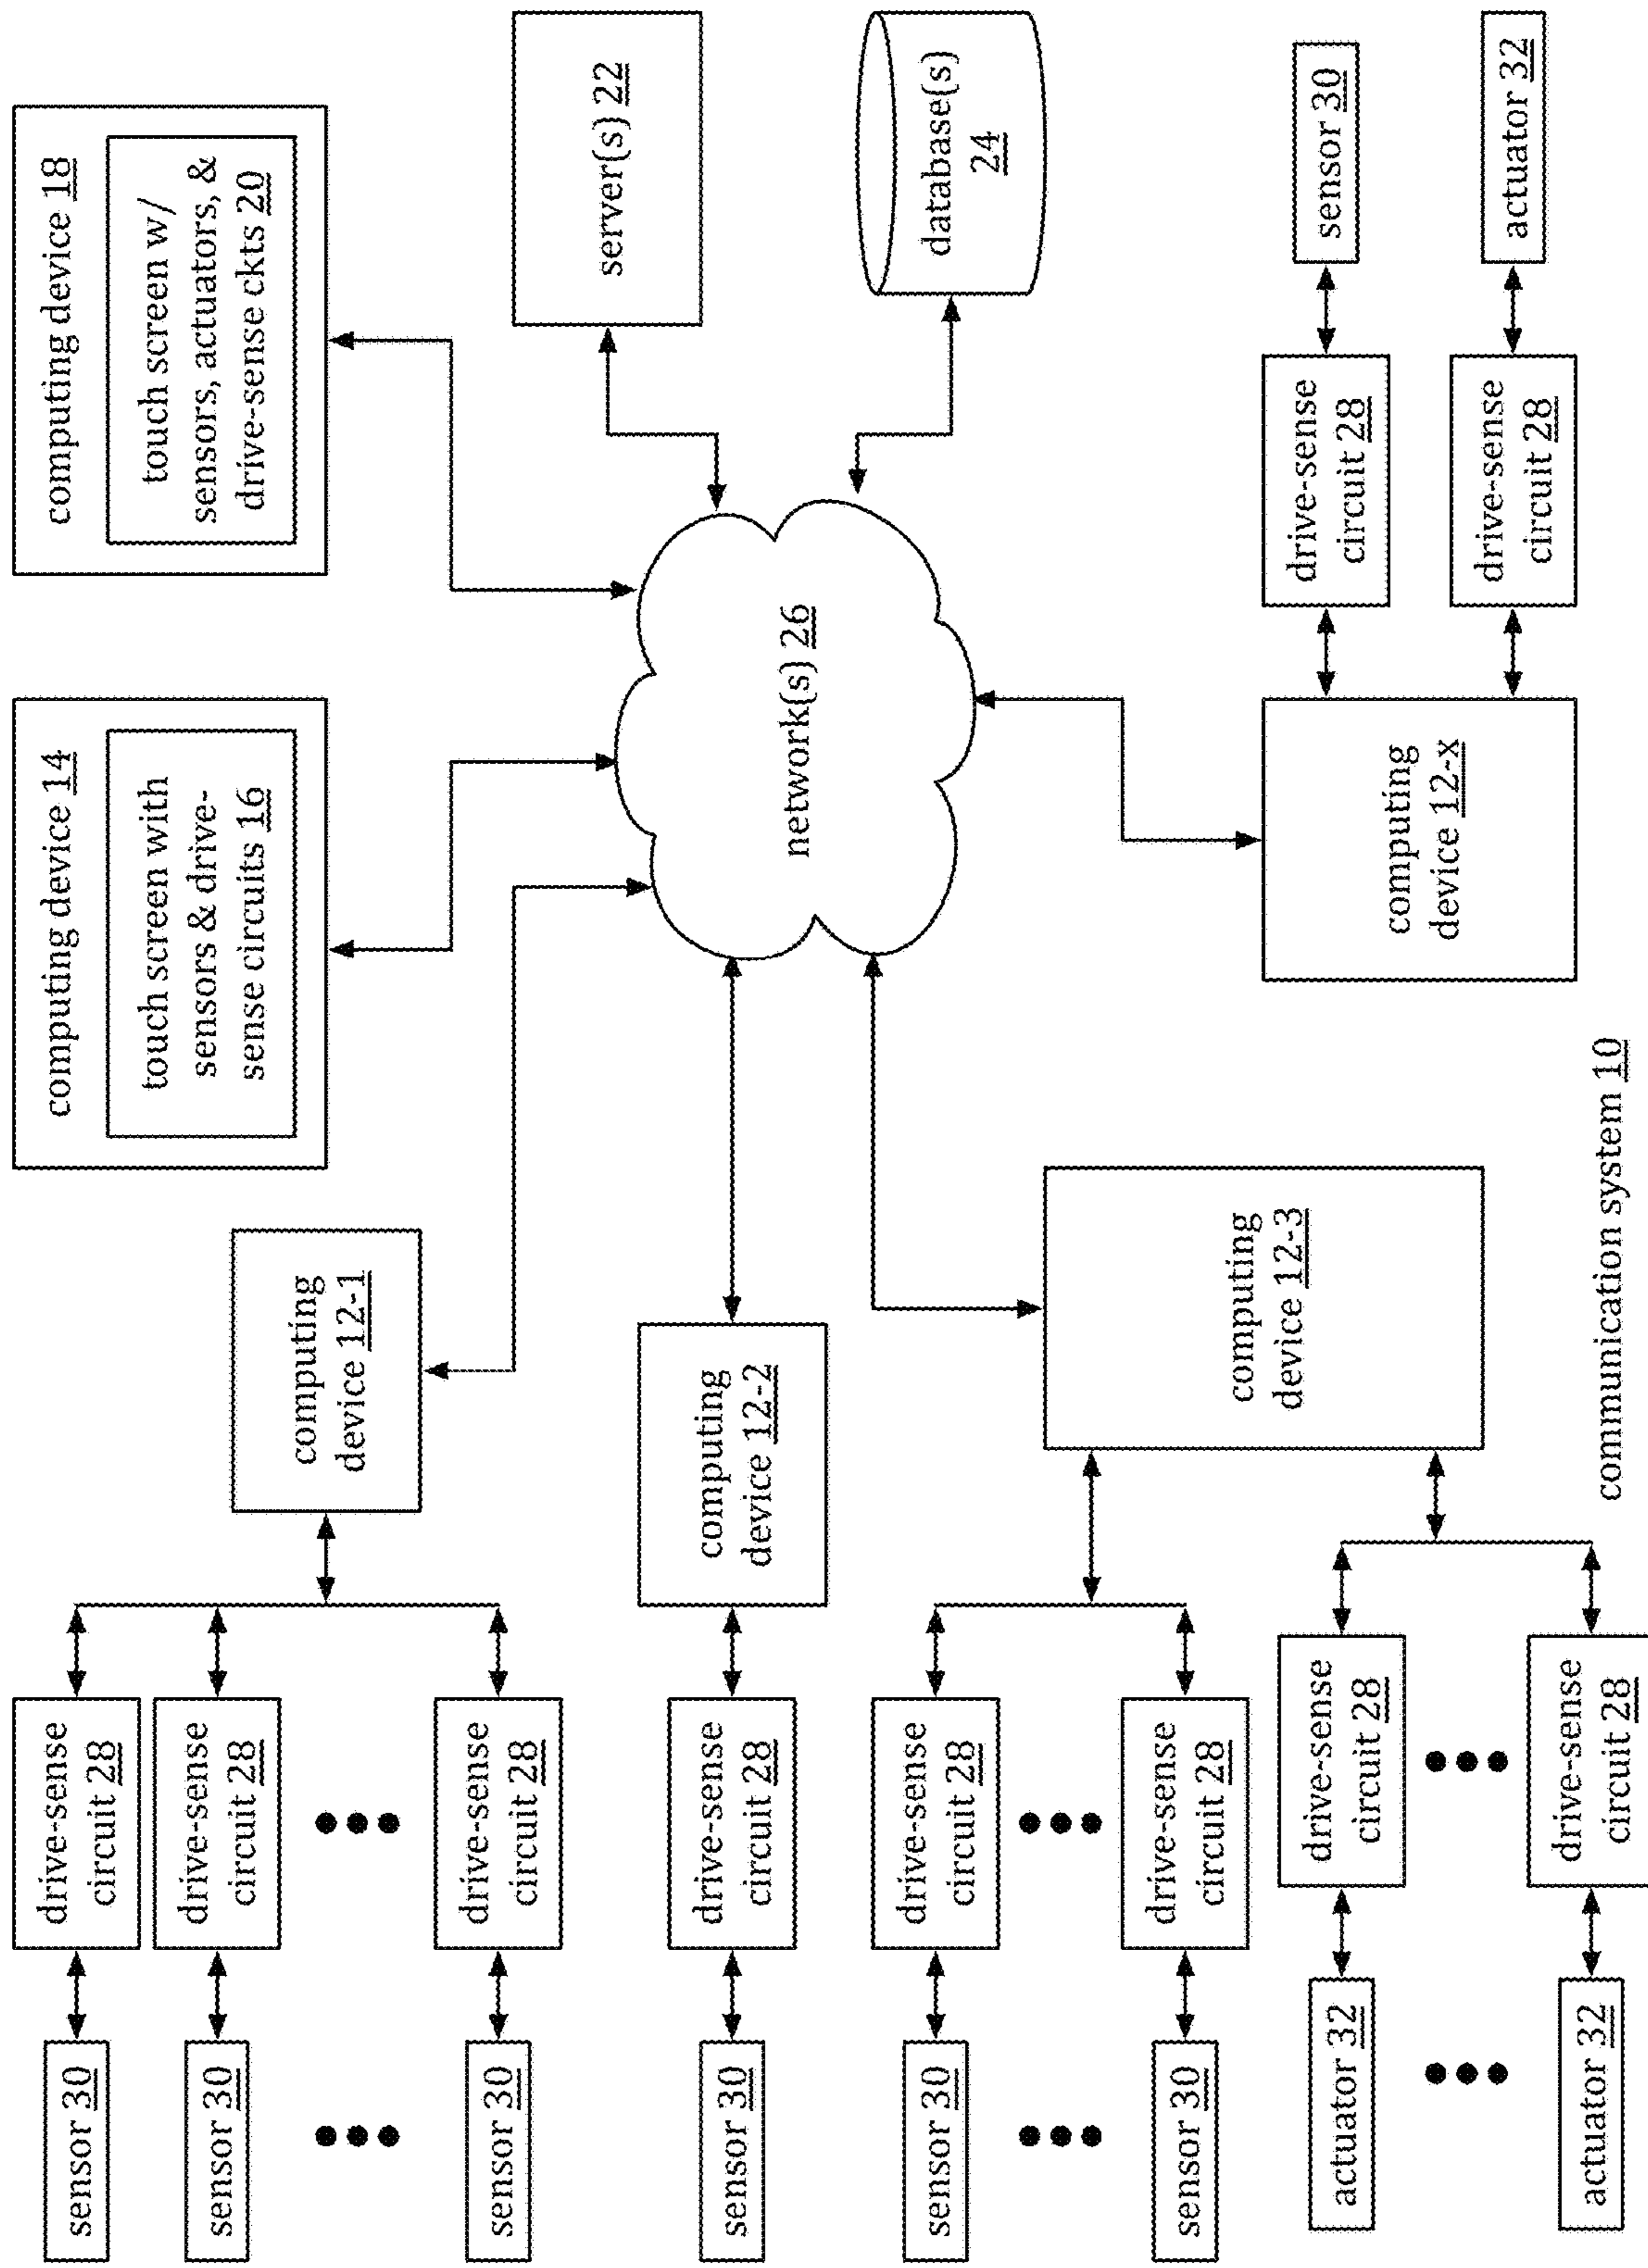 sensor 30
drive-sense
circuit 28
sensor 30
drive-sense
circuit 28
sensor 30
drive-sense
circuit 28
computing
device 12-1
computing device 14
touch screen with
sensors & drive-
sense circuits 16
computing device 18
touch screen w/
sensors, actuators, &
drive-sense ckts 20
sensor 30
drive-sense
circuit 28
computing
device 12-2
network(s) 26
server(s) 22
database(s)
24
sensor 30
drive-sense
circuit 28
sensor 30
drive-sense
circuit 28
computing
device 12-3
actuator 32
drive-sense
circuit 28
actuator 32
drive-sense
circuit 28
computing
device 12-x
drive-sense
circuit 28
sensor 30
drive-sense
circuit 28
actuator 32
communication system 10